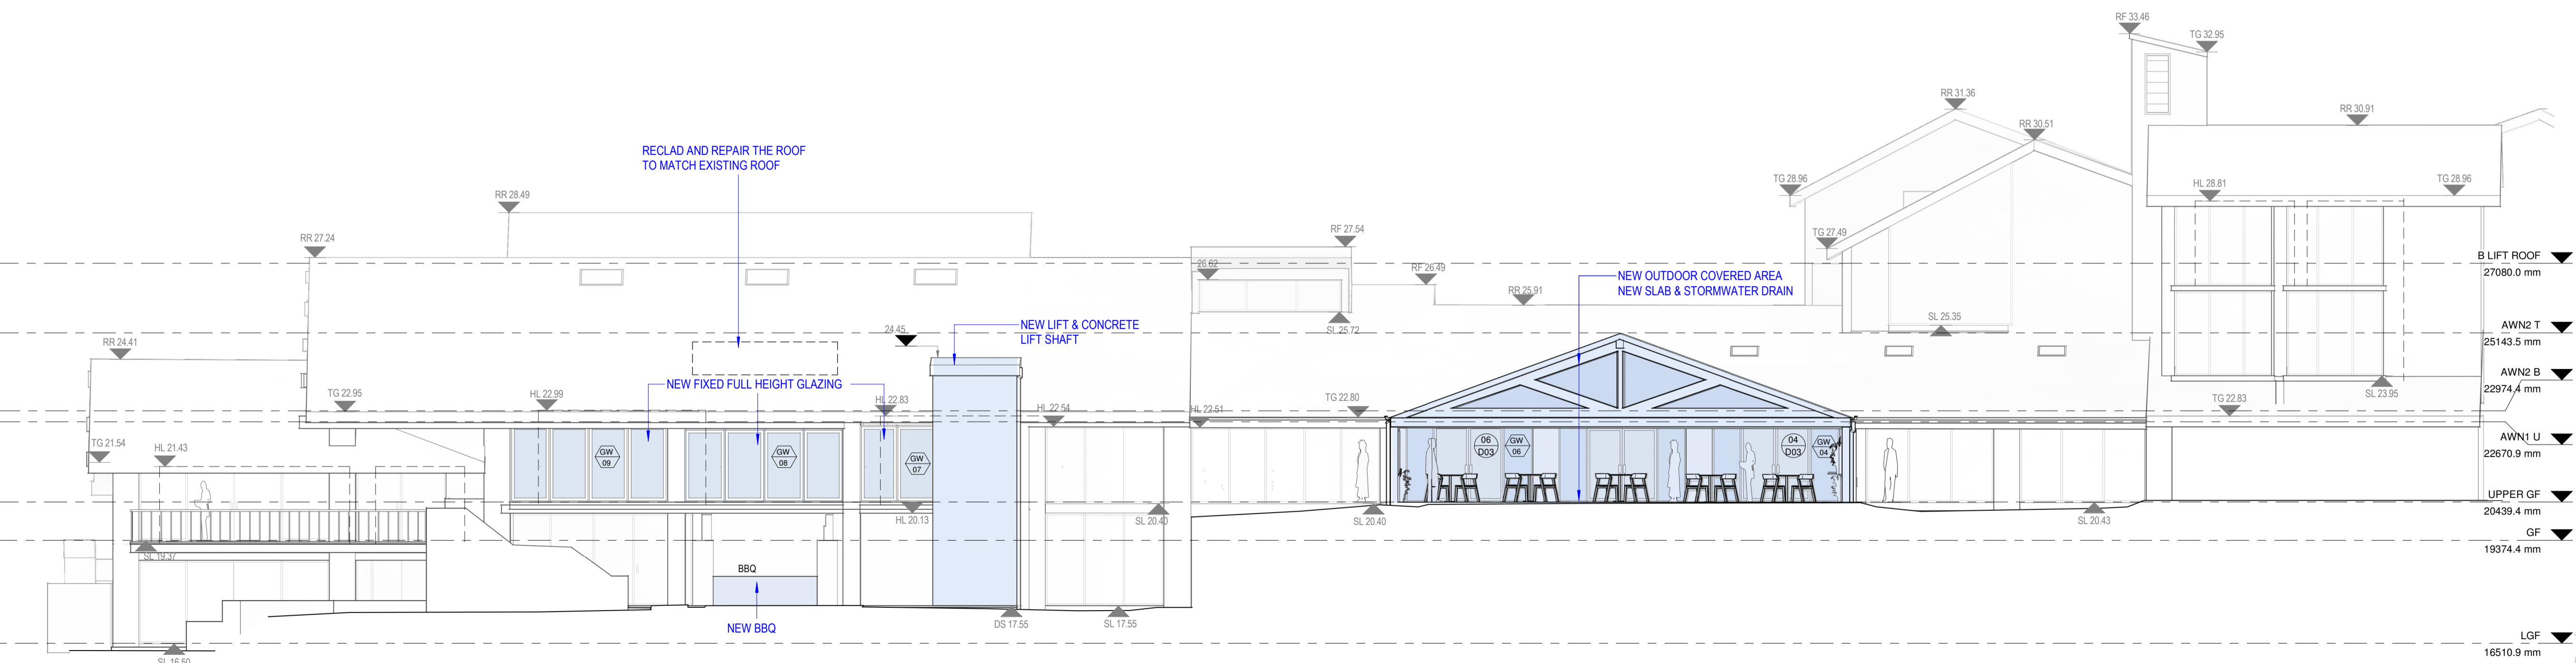 RF 33.46
TG 32.95
RR 31.36
RR 30.91
RR 30.51
RECLAD AND REPAIR THE ROOF
TO MATCH EXISTING ROOF
TG 28.96
HL 28.81
TG 28.96
RR 28.49
RR 27.24
RF 27.54
TG 27.49
B LIFT ROOF
27080.0 mm
26.62
RF 26.49
NEW OUTDOOR COVERED AREA
NEW SLAB & STORMWATER DRAIN
RR 25.91
SL 25.72
SL 25.35
NEW LIFT & CONCRETE
LIFT SHAFT
24.45
AWN2 T
25143.5 mm
RR 24.41
NEW FIXED FULL HEIGHT GLAZING
AWN2 B
22974.4 mm
SL 23.95
TG 22.95
HL 22.99
HL 22.83
HL 22.54
HL 22.51
TG 22.80
TG 22.83
TG 21.54
HL 21.43
GW
09
GW
08
GW
07
06
D03
GW
06
04
D03
GW
04
AWN1 U
22670.9 mm
UPPER GF
20439.4 mm
HL 20.13
SL 20.40
SL 20.40
SL 20.43
GF
19374.4 mm
SL 19.37
BBQ
NEW BBQ
DS 17.55
SL 17.55
LGF
16510.9 mm
SL 16.50